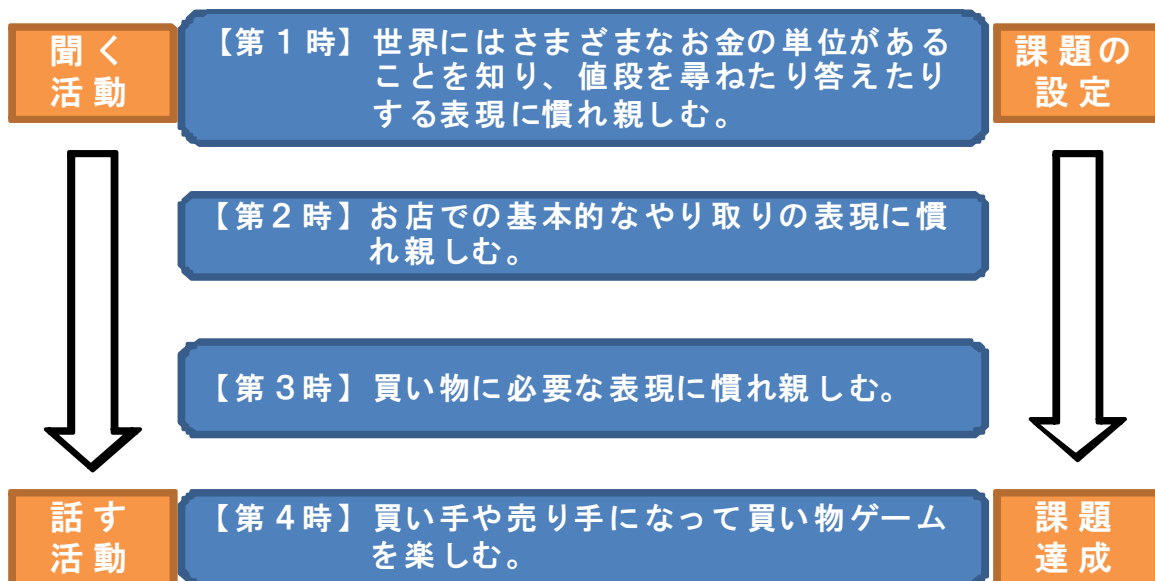 聞く
活動
【第1時】世界にはさまざまなお金の単位がある
ことを知り、値段を尋ねたり答えたり
する表現に慣れ親しむ。
課題の
設定
【第2時】お店での基本的なやり取りの表現に慣
れ親しむ。
【第3時】買い物に必要な表現に慣れ親しむ。
話す
活動
【第4時】買い手や売り手になって買い物ゲーム
を楽しむ。
課題
達成